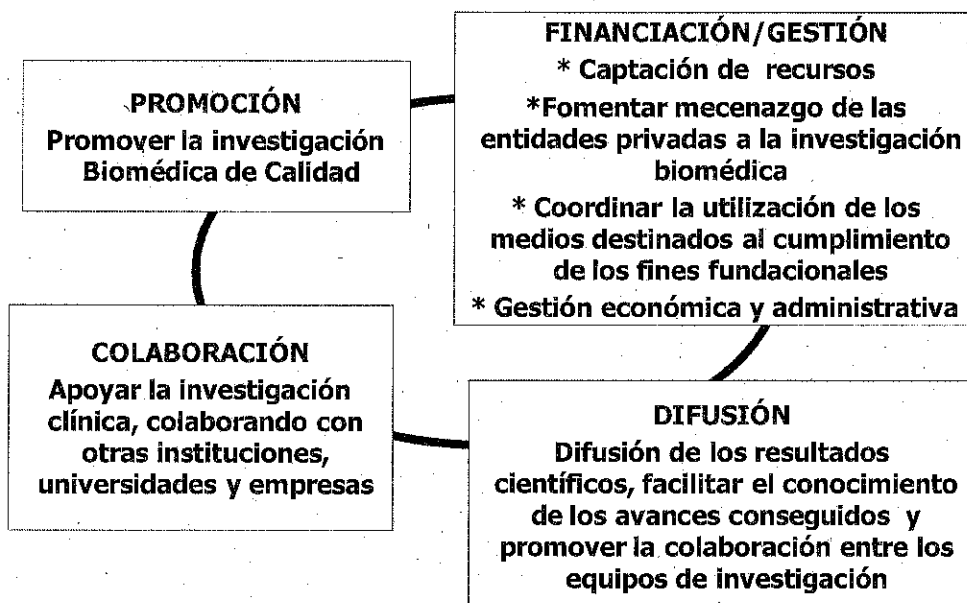 PROMOCIÓN
Promover la investigación
Biomédica de Calidad
FINANCIACIÓN/GESTIÓN
* Captación de recursos
*Fomentar mecenazgo de las
entidades privadas a la investigación
biomédica
* Coordinar la utilización de los
medios destinados al cumplimiento
de los fines fundacionales
* Gestión económica y administrativa
COLABORACIÓN
Apoyar la investigación
clínica, colaborando con
otras instituciones,
universidades y empresas
DIFUSIÓN
Difusión de los resultados
científicos, facilitar el conocimiento
de los avances conseguidos y
promover la colaboración entre los
equipos de investigación